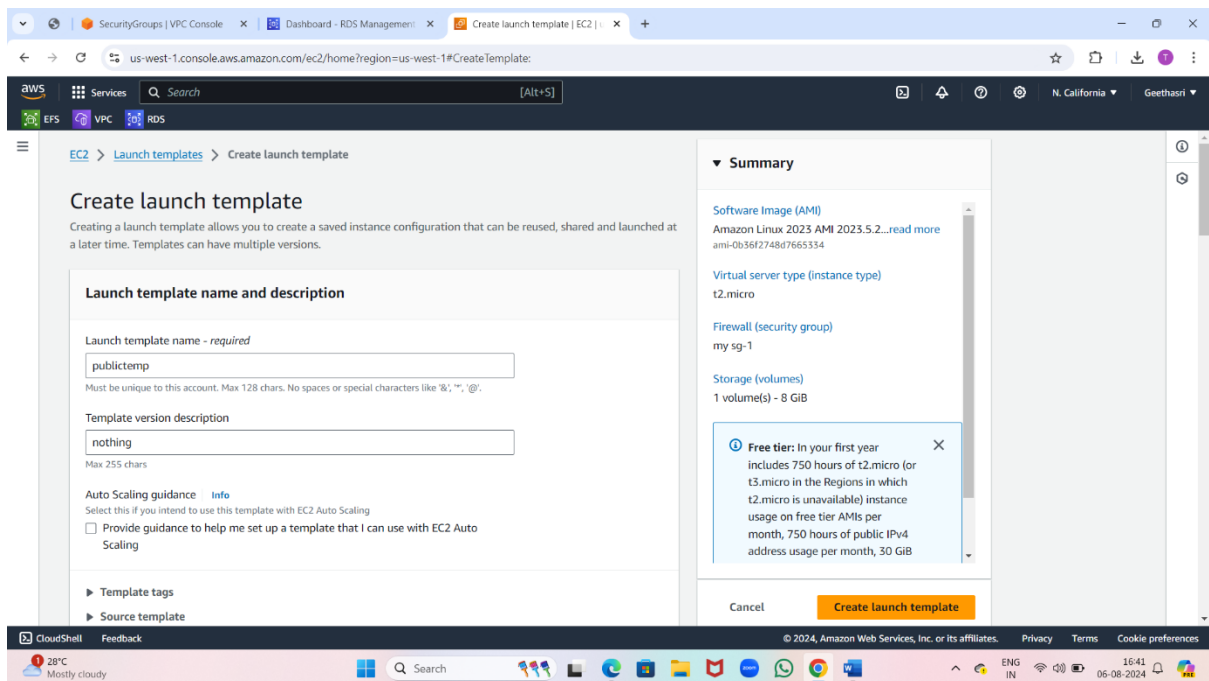 SecurityGroups | VPC Console
Dashboard - RDS Management
Create launch template | EC2 | u
us-west-1.console.aws.amazon.com/ec2/home?region=us-west-1#CreateTemplate:
T
aws
Services
Search
[Alt+S]
N. California
Geethasri
EFS
VPC
RDS
EC2 > Launch templates > Create launch template
Create launch template
Creating a launch template allows you to create a saved instance configuration that can be reused, shared and launched at
a later time. Templates can have multiple versions.
Launch template name and description
Launch template name - required
publictemp
Must be unique to this account. Max 128 chars. No spaces or special characters like '&', '*', '@'.
Template version description
nothing
Max 255 chars
Auto Scaling guidance
Info
Select this if you intend to use this template with EC2 Auto Scaling
Provide guidance to help me set up a template that I can use with EC2 Auto
Scaling
Template tags
Source template
Summary
Software Image (AMI)
Amazon Linux 2023 AMI 2023.5.2...read more
ami-0b36f2748d7665334
Virtual server type (instance type)
t2.micro
Firewall (security group)
my sg-1
Storage (volumes)
1 volume(s) - 8 GiB
Free tier: In your first year
includes 750 hours of t2.micro (or
t3.micro in the Regions in which
t2.micro is unavailable) instance
usage on free tier AMIs per
month, 750 hours of public IPv4
address usage per month, 30 GiB
Cancel
Create launch template
CloudShell
Feedback
© 2024, Amazon Web Services, Inc. or its affiliates.
Privacy
Terms
Cookie preferences
1
28°C
Mostly cloudy
Search
zoom
ENG
IN
16:41
06-08-2024
PRE